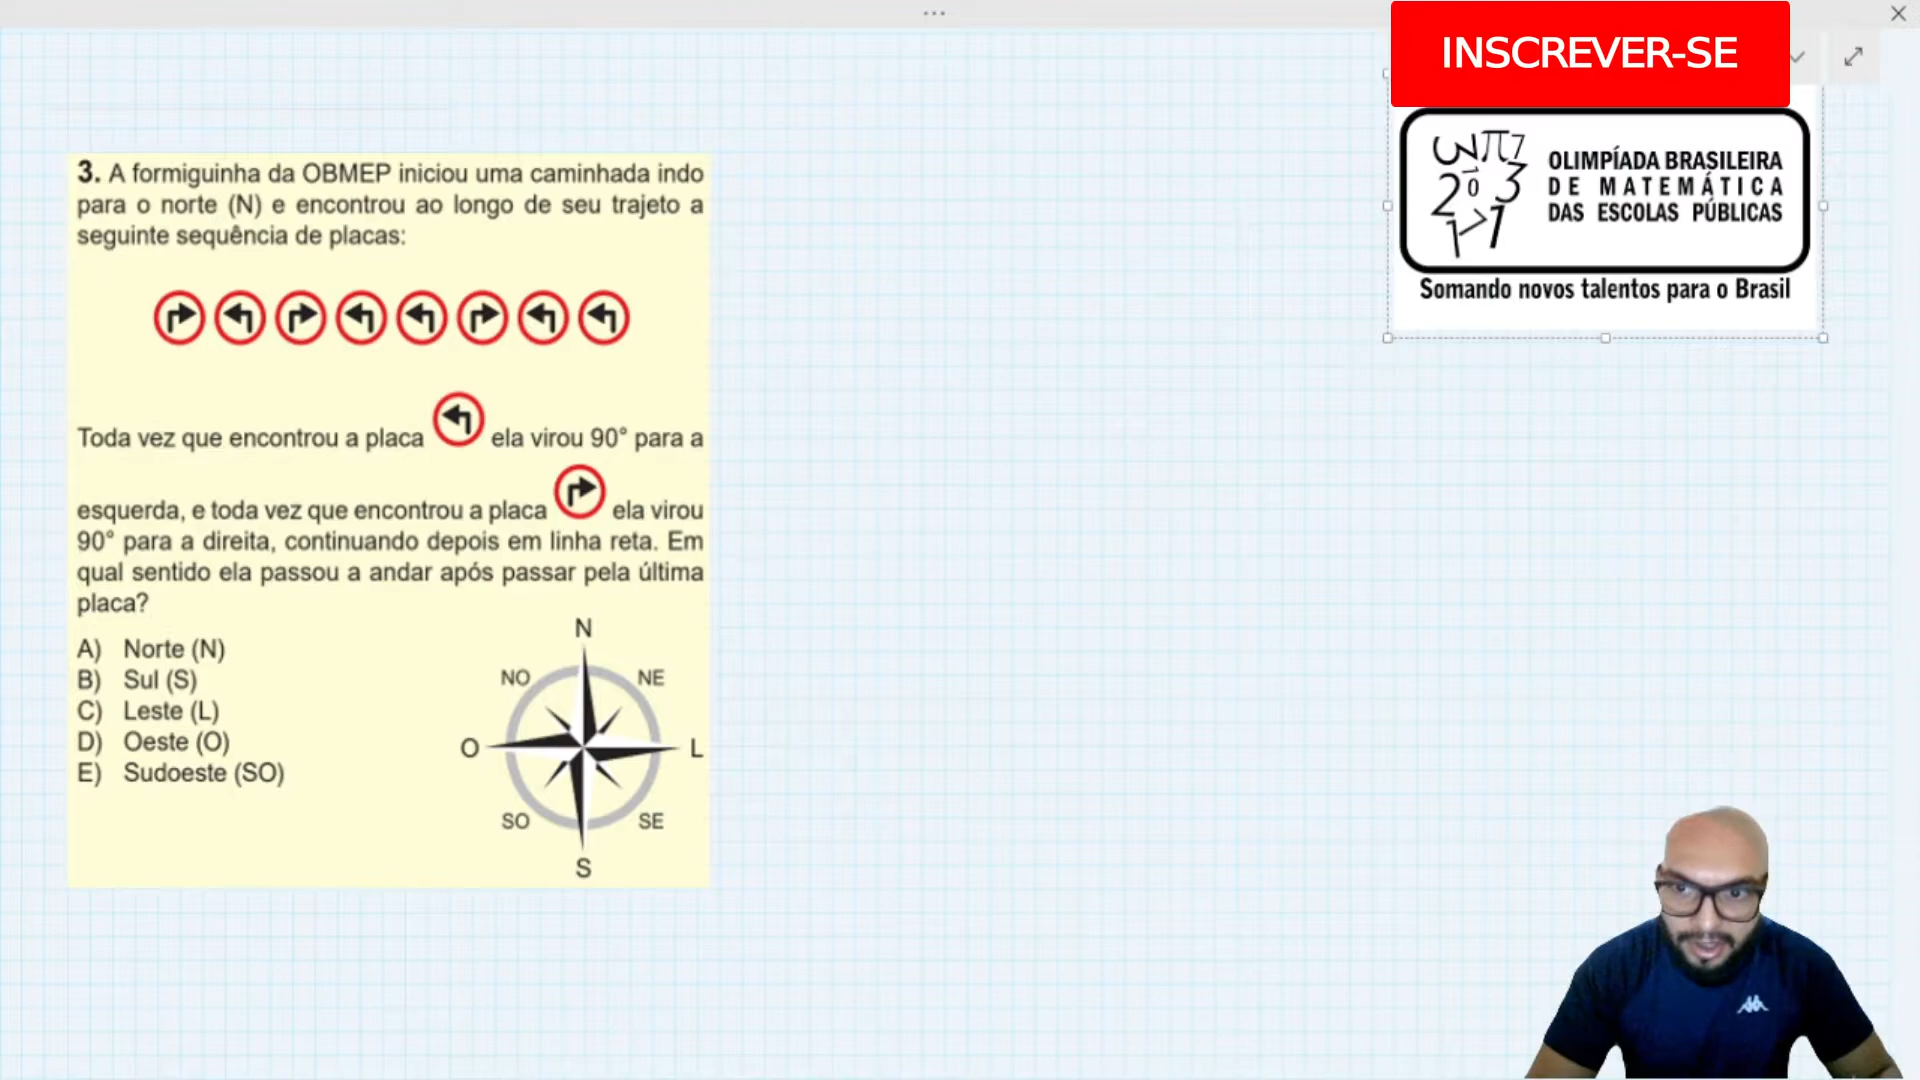 INSCREVER-SE
OLIMPÍADA BRASILEIRA
DE MATEMÁTICA
DAS ESCOLAS PÚBLICAS
Somando novos talentos para o Brasil
3. A formiguinha da OBMEP iniciou uma caminhada indo
para o norte (N) e encontrou ao longo de seu trajeto a
seguinte sequência de placas:
Toda vez que encontrou a placa ela virou 90° para a
esquerda, e toda vez que encontrou a placa ela virou
90° para a direita, continuando depois em linha reta. Em
qual sentido ela passou a andar após passar pela última
placa?
A) Norte (N)
B) Sul (S)
C) Leste (L)
D) Oeste (O)
E) Sudoeste (SO)
N
NO NE
O L
SO SE
S